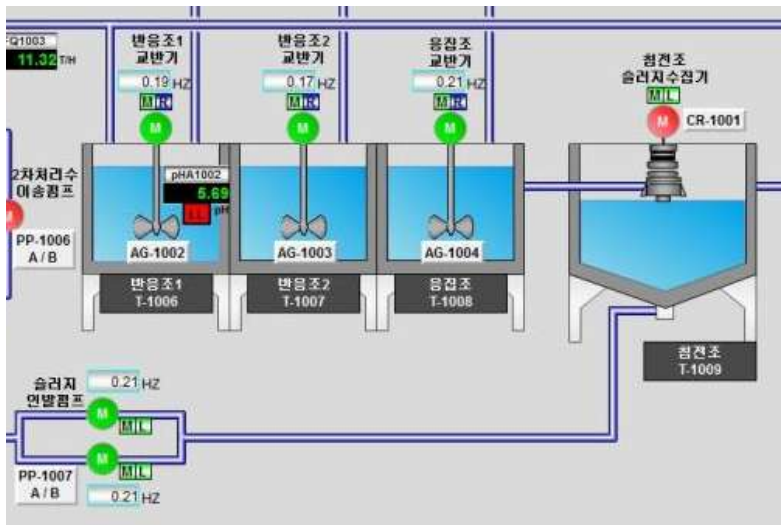 FQ1003
11.32 T/H
반응조1
교반기
0.19 HZ
M R
M
반응조2
교반기
0.17 HZ
M R
M
응집조
교반기
0.21 HZ
M R
M
침전조
슬러지수집기
M L
M
CR-1001
2차처리수
이송펌프
M
PP-1006
A / B
pHA1002
5.69
LL pH
AG-1002
AG-1003
AG-1004
반응조1
T-1006
반응조2
T-1007
응집조
T-1008
침전조
T-1009
슬러지
인발펌프
0.21 HZ
M
M L
M
M L
PP-1007
A / B
0.21 HZ